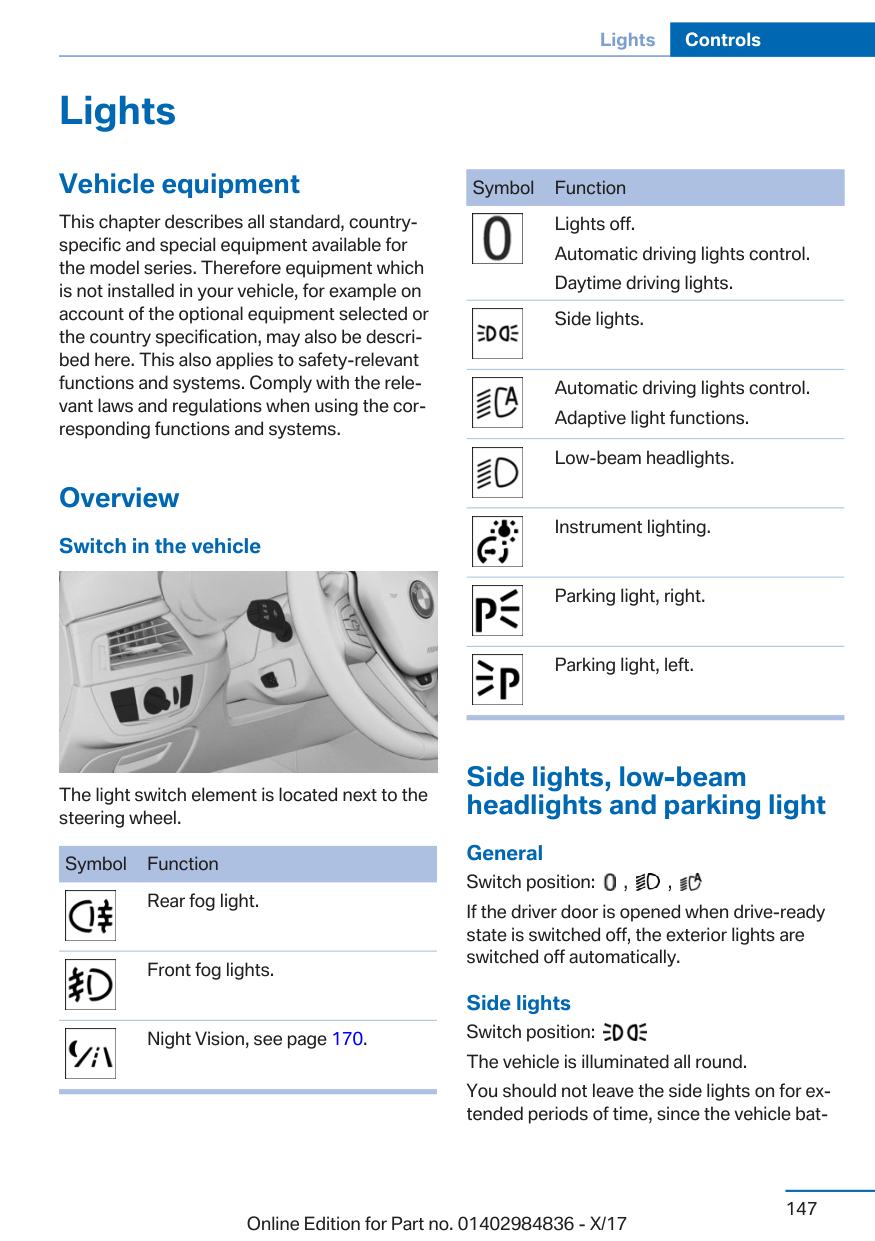 Lights Controls
Lights
Vehicle equipment
This chapter describes all standard, country-
specific and special equipment available for
the model series. Therefore equipment which
is not installed in your vehicle, for example on
account of the optional equipment selected or
the country specification, may also be descri-
bed here. This also applies to safety-relevant
functions and systems. Comply with the rele-
vant laws and regulations when using the cor-
responding functions and systems.
Overview
Switch in the vehicle
The light switch element is located next to the
steering wheel.
Symbol Function
Rear fog light.
Front fog lights.
Night Vision, see page 170.
Symbol Function
0 Lights off.
Automatic driving lights control.
Daytime driving lights.
Side lights.
A Automatic driving lights control.
Adaptive light functions.
Low-beam headlights.
Instrument lighting.
P Parking light, right.
P Parking light, left.
Side lights, low-beam
headlights and parking light
General
Switch position: 0 , , A
If the driver door is opened when drive-ready
state is switched off, the exterior lights are
switched off automatically.
Side lights
Switch position:
The vehicle is illuminated all round.
You should not leave the side lights on for ex-
tended periods of time, since the vehicle bat-
147
Online Edition for Part no. 01402984836 - X/17